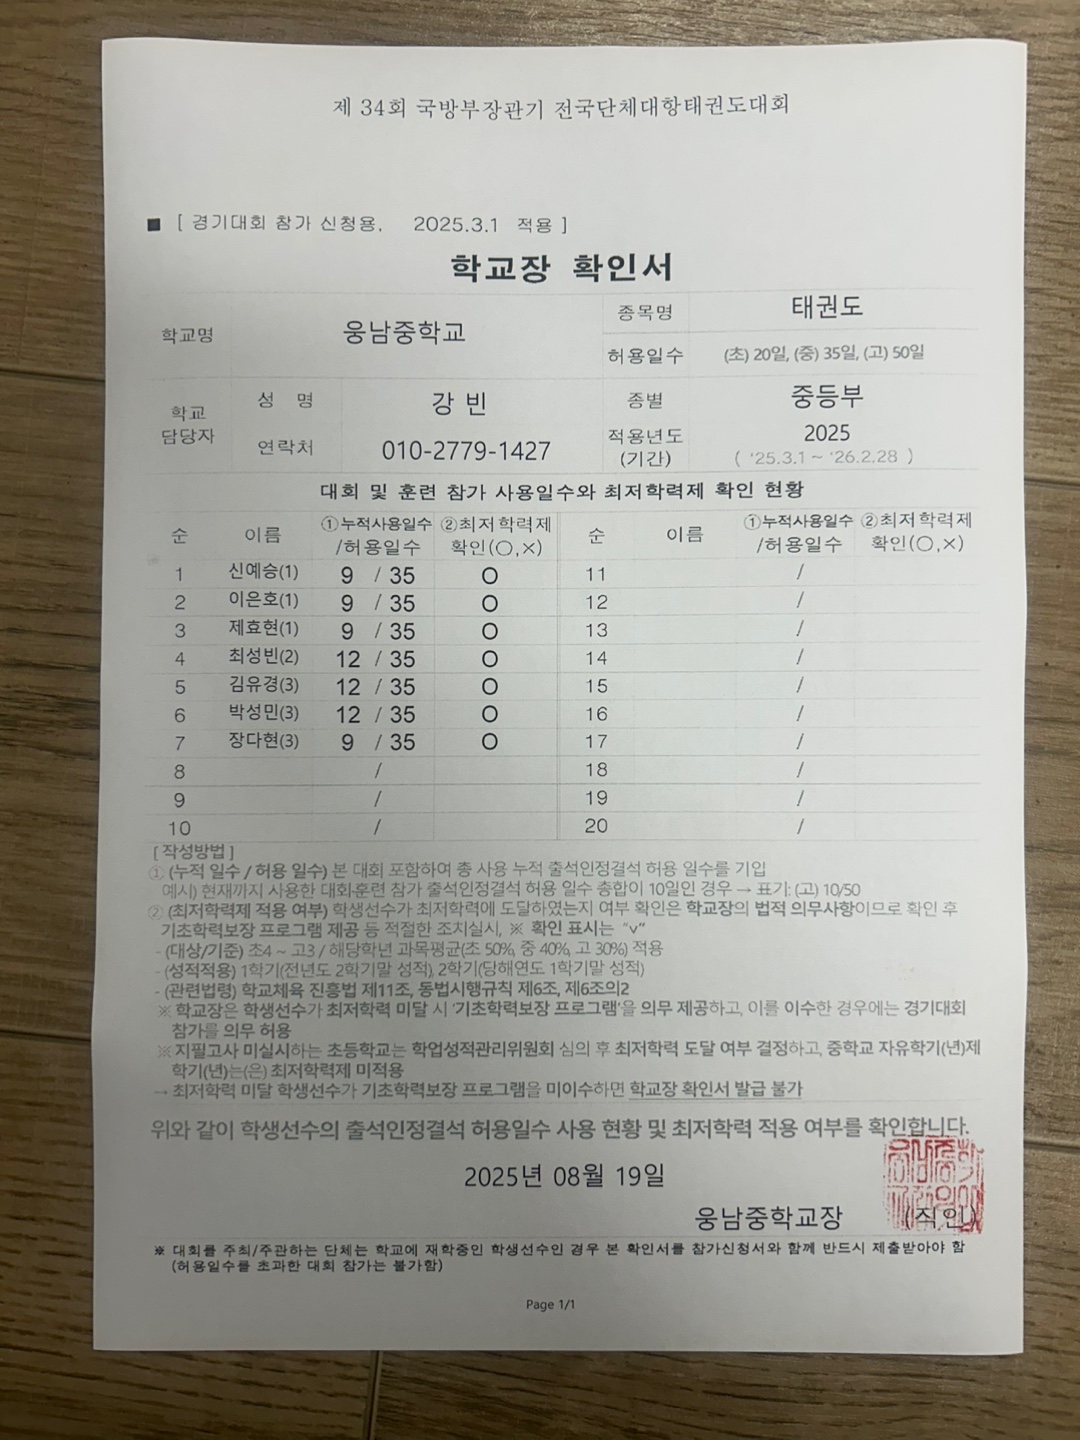 제 34회 국방부장관기 전국단체대항태권도대회
■ [ 경기대회 참가 신청용, 2025.3.1 적용 ]
학교장 확인서
학교명 웅남중학교 종목명 태권도
허용일수 (초) 20일, (중) 35일, (고) 50일
학교 담당자 성 명 강 빈 종별 중등부
연락처 010-2779-1427 적용년도 (기간) 2025 ( '25.3.1 ~ '26.2.28 )
대회 및 훈련 참가 사용일수와 최저학력제 확인 현황
순 이름 ①누적사용일수 /허용일수 ②최저학력제 확인(○,×) 순 이름 ①누적사용일수 /허용일수 ②최저학력제 확인(○,×)
1 신예승(1) 9 / 35 O 11 /
2 이은호(1) 9 / 35 O 12 /
3 제효현(1) 9 / 35 O 13 /
4 최성빈(2) 12 / 35 O 14 /
5 김유경(3) 12 / 35 O 15 /
6 박성민(3) 12 / 35 O 16 /
7 장다현(3) 9 / 35 O 17 /
8 / 18 /
9 / 19 /
10 / 20 /
[ 작성방법 ]
① (누적 일수 / 허용 일수) 본 대회 포함하여 총 사용 누적 출석인정결석 허용 일수를 기입
예시) 현재까지 사용한 대회·훈련 참가 출석인정결석 허용 일수 총합이 10일인 경우 → 표기: (고) 10/50
② (최저학력제 적용 여부) 학생선수가 최저학력에 도달하였는지 여부 확인은 학교장의 법적 의무사항이므로 확인 후
기초학력보장 프로그램 제공 등 적절한 조치실시, ※ 확인 표시는 "v"
- (대상/기준) 초4 ~ 고3 / 해당학년 과목평균(초 50%, 중 40%, 고 30%) 적용
- (성적적용) 1학기(전년도 2학기말 성적), 2학기(당해연도 1학기말 성적)
- (관련법령) 학교체육 진흥법 제11조, 동법시행규칙 제6조, 제6조의2
※ 학교장은 학생선수가 최저학력 미달 시 '기초학력보장 프로그램'을 의무 제공하고, 이를 이수한 경우에는 경기대회
참가를 의무 허용
※ 지필고사 미실시하는 초등학교는 학업성적관리위원회 심의 후 최저학력 도달 여부 결정하고, 중학교 자유학기(년)제
학기(년)는(은) 최저학력제 미적용
→ 최저학력 미달 학생선수가 기초학력보장 프로그램을 미이수하면 학교장 확인서 발급 불가
위와 같이 학생선수의 출석인정결석 허용일수 사용 현황 및 최저학력 적용 여부를 확인합니다.
2025년 08월 19일
웅남중학교장 (직인)
※ 대회를 주최/주관하는 단체는 학교에 재학중인 학생선수인 경우 본 확인서를 참가신청서와 함께 반드시 제출받아야 함
(허용일수를 초과한 대회 참가는 불가함)
Page 1/1